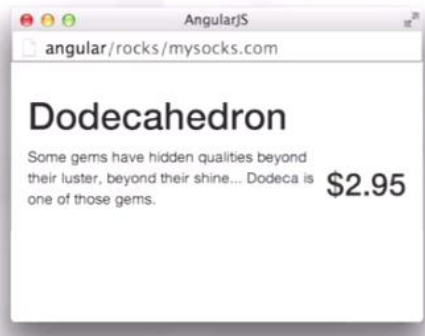 AngularJS
angular/rocks/mysocks.com
Dodecahedron
Some gems have hidden qualities beyond
their luster, beyond their shine... Dodeca is
one of those gems.
$2.95